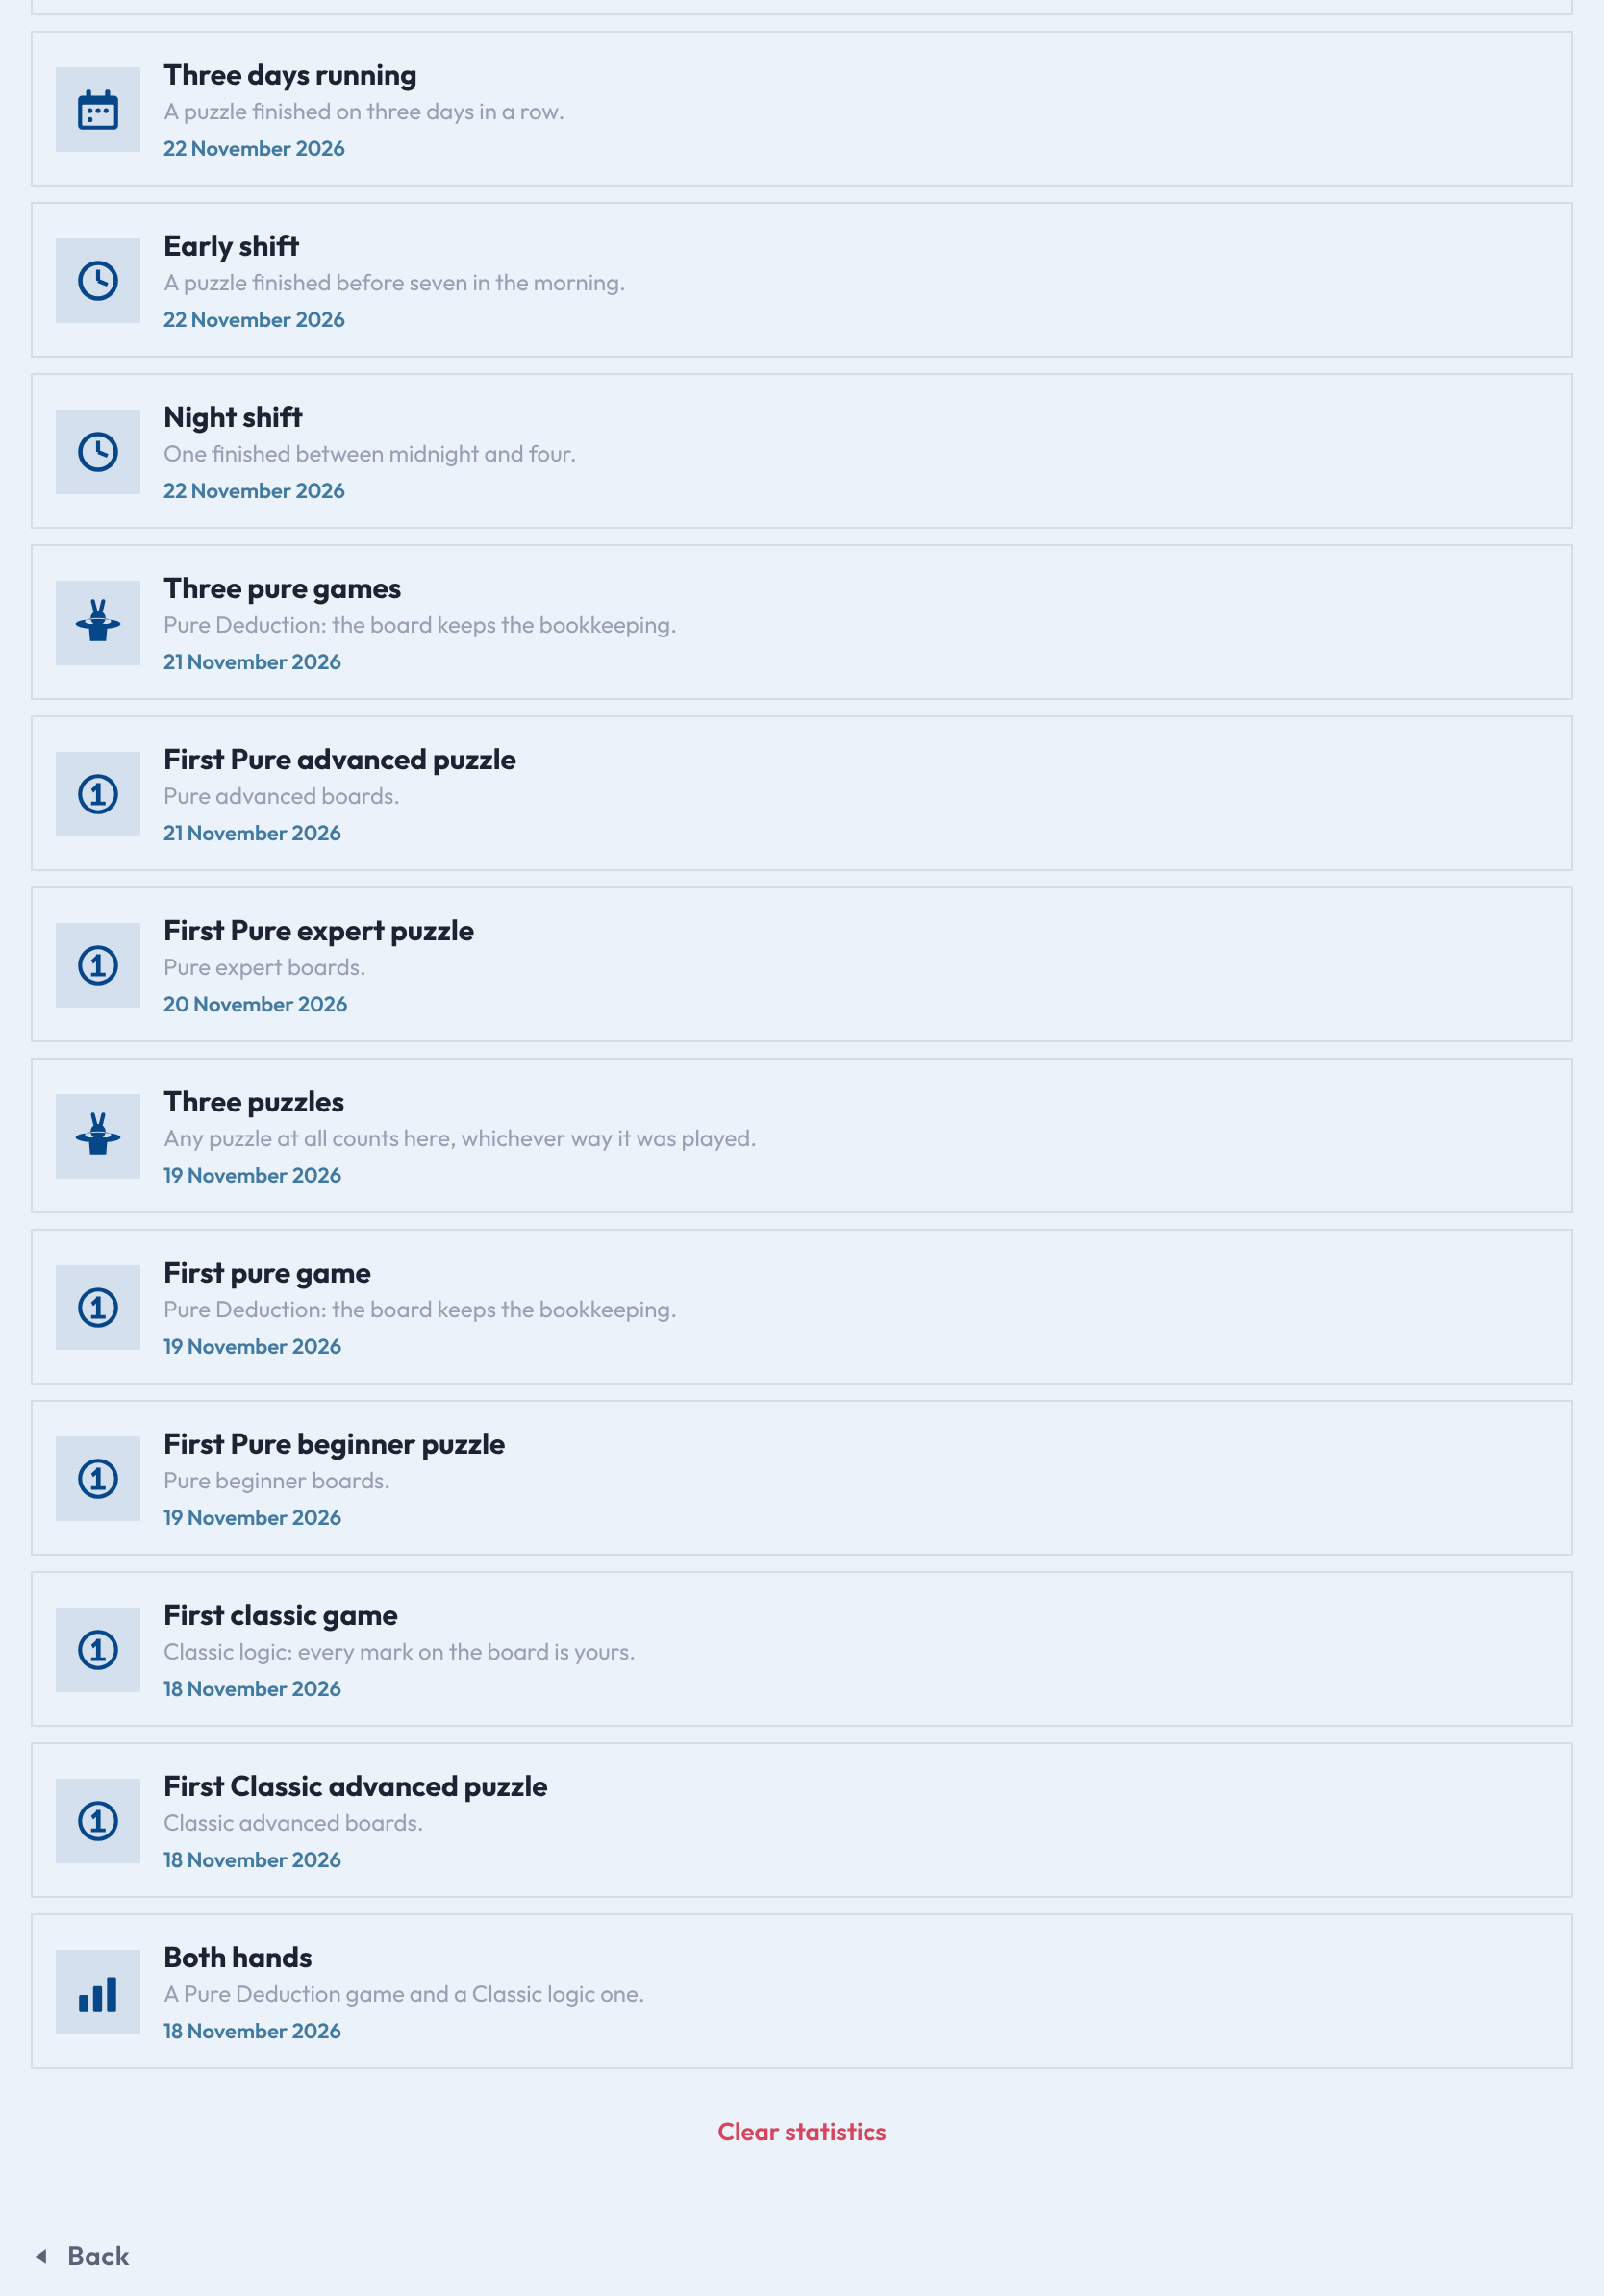 Three days running
A puzzle finished on three days in a row.
22 November 2026
Early shift
A puzzle finished before seven in the morning.
22 November 2026
Night shift
One finished between midnight and four.
22 November 2026
Three pure games
Pure Deduction: the board keeps the bookkeeping.
21 November 2026
First Pure advanced puzzle
Pure advanced boards.
21 November 2026
First Pure expert puzzle
Pure expert boards.
20 November 2026
Three puzzles
Any puzzle at all counts here, whichever way it was played.
19 November 2026
First pure game
Pure Deduction: the board keeps the bookkeeping.
19 November 2026
First Pure beginner puzzle
Pure beginner boards.
19 November 2026
First classic game
Classic logic: every mark on the board is yours.
18 November 2026
First Classic advanced puzzle
Classic advanced boards.
18 November 2026
Both hands
A Pure Deduction game and a Classic logic one.
18 November 2026
Clear statistics
Back